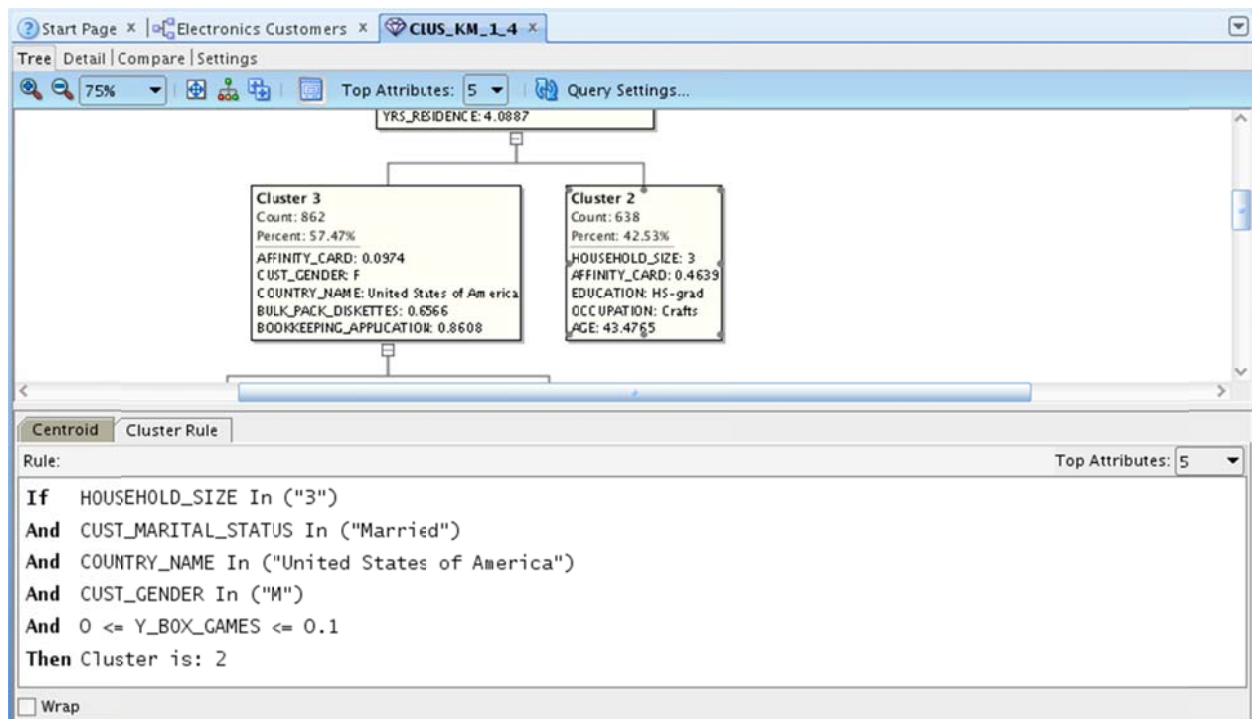 Start Page x Electronics Customers x CLUS_KM_1_4 x
Tree Detail Compare Settings
75% Top Attributes: 5 Query Settings...
YRS_RESIDENCE: 4.0887
Cluster 3
Count: 862
Percent: 57.47%
AFFINITY_CARD: 0.0974
CUST_GENDER: F
COUNTRY_NAME: United States of America
BULK_PACK_DISKETTES: 0.6566
BOOKKEEPING_APPLICATION: 0.8608
Cluster 2
Count: 638
Percent: 42.53%
HOUSEHOLD_SIZE: 3
AFFINITY_CARD: 0.4639
EDUCATION: HS-grad
OCCUPATION: Crafts
AGE: 43.4765
Centroid Cluster Rule
Rule: Top Attributes: 5
If HOUSEHOLD_SIZE In ("3")
And CUST_MARITAL_STATUS In ("Married")
And COUNTRY_NAME In ("United States of America")
And CUST_GENDER In ("M")
And 0 <= Y_BOX_GAMES <= 0.1
Then Cluster is: 2
Wrap